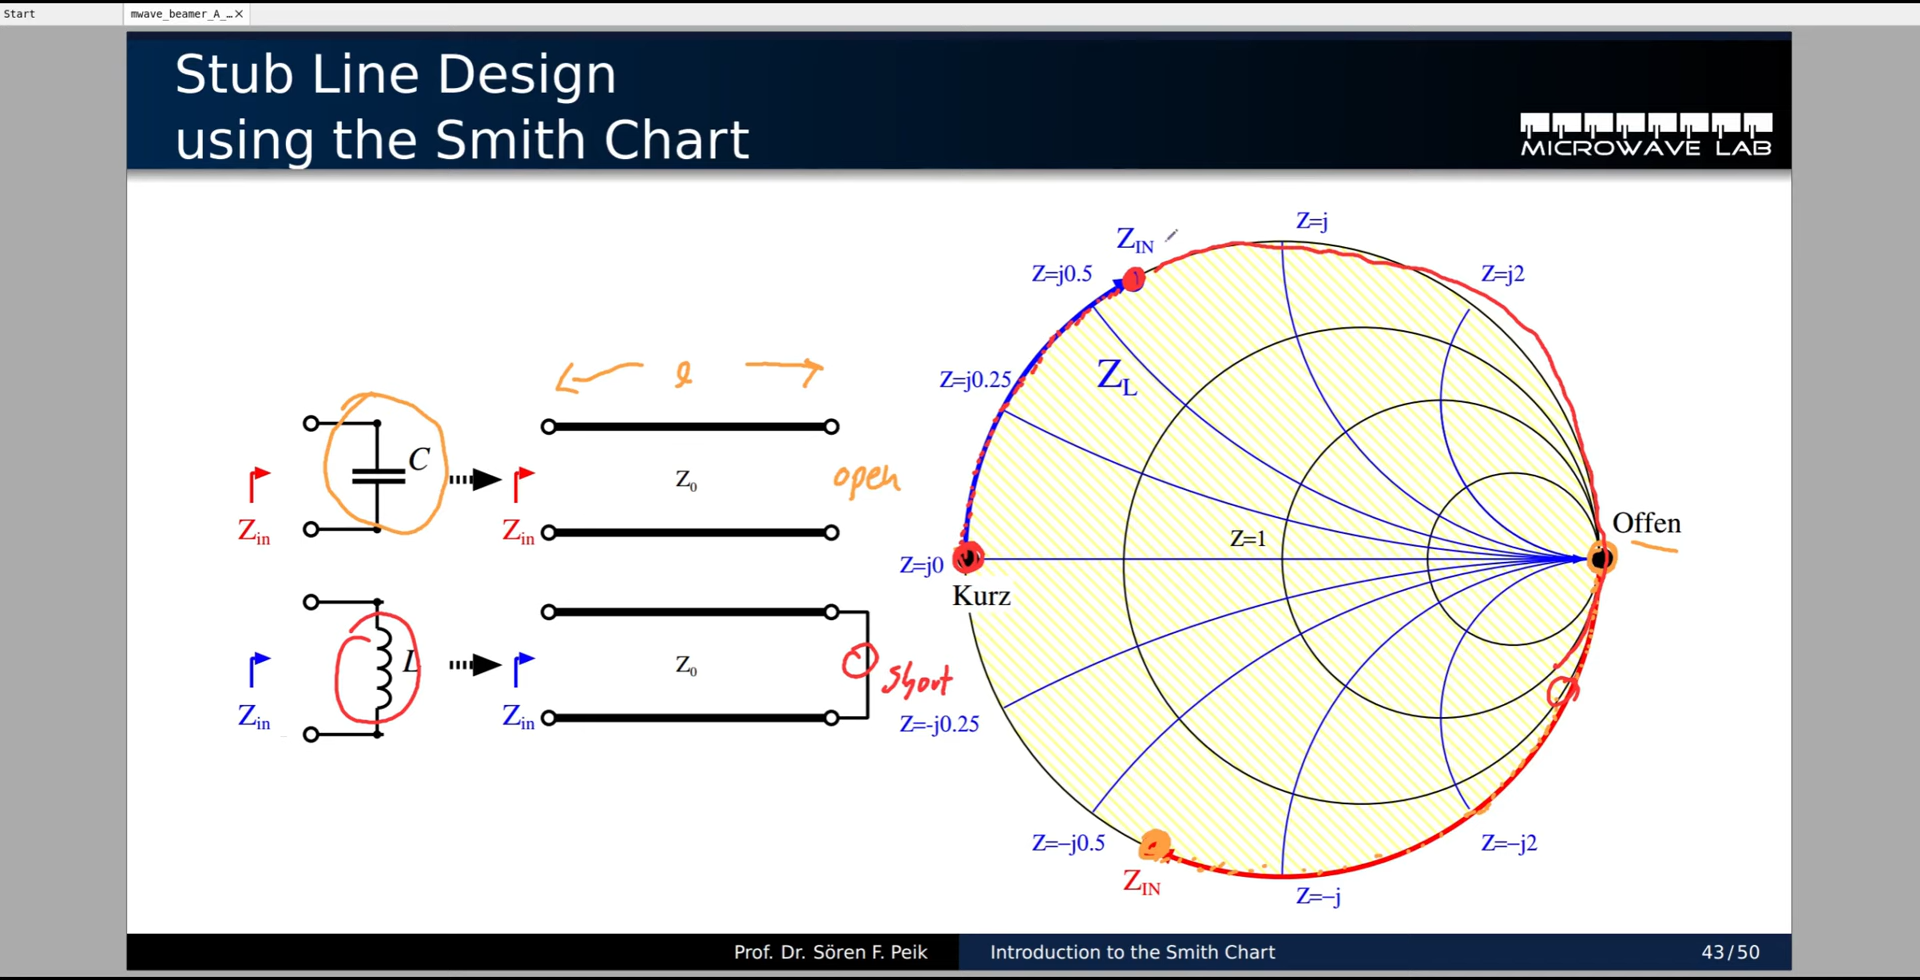 Start
mwave_beamer_A_...
Stub Line Design
using the Smith Chart
MICROWAVE LAB
l
C
Zin
Zin
Z0
open
L
Zin
Zin
Z0
short
Z=j
ZIN
Z=j0.5
Z=j2
Z=j0.25
ZL
Z=1
Offen
Z=j0
Kurz
Z=-j0.25
Z=-j0.5
Z=-j2
ZIN
Z=-j
Prof. Dr. Sören F. Peik
Introduction to the Smith Chart
43/50